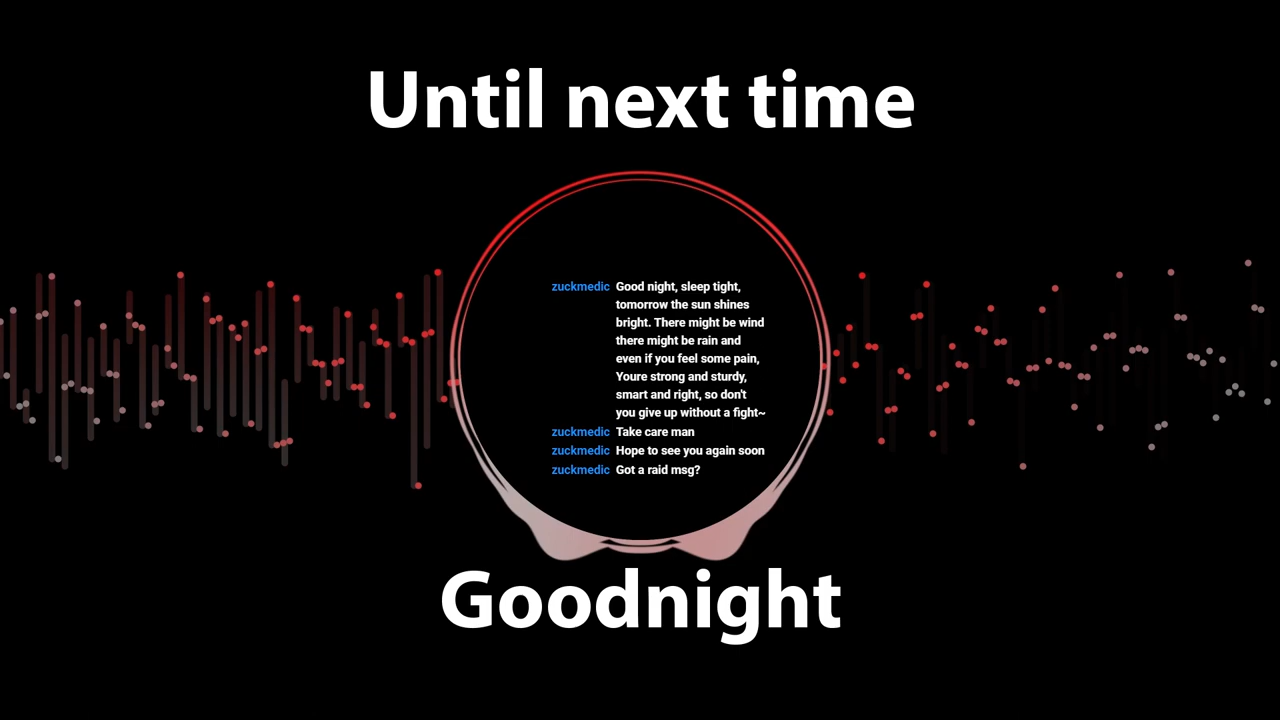 Until next time
zuckmedic Good night, sleep tight,
tomorrow the sun shines
bright. There might be wind
there might be rain and
even if you feel some pain,
Youre strong and sturdy,
smart and right, so don't
you give up without a fight~
zuckmedic Take care man
zuckmedic Hope to see you again soon
zuckmedic Got a raid msg?
Goodnight